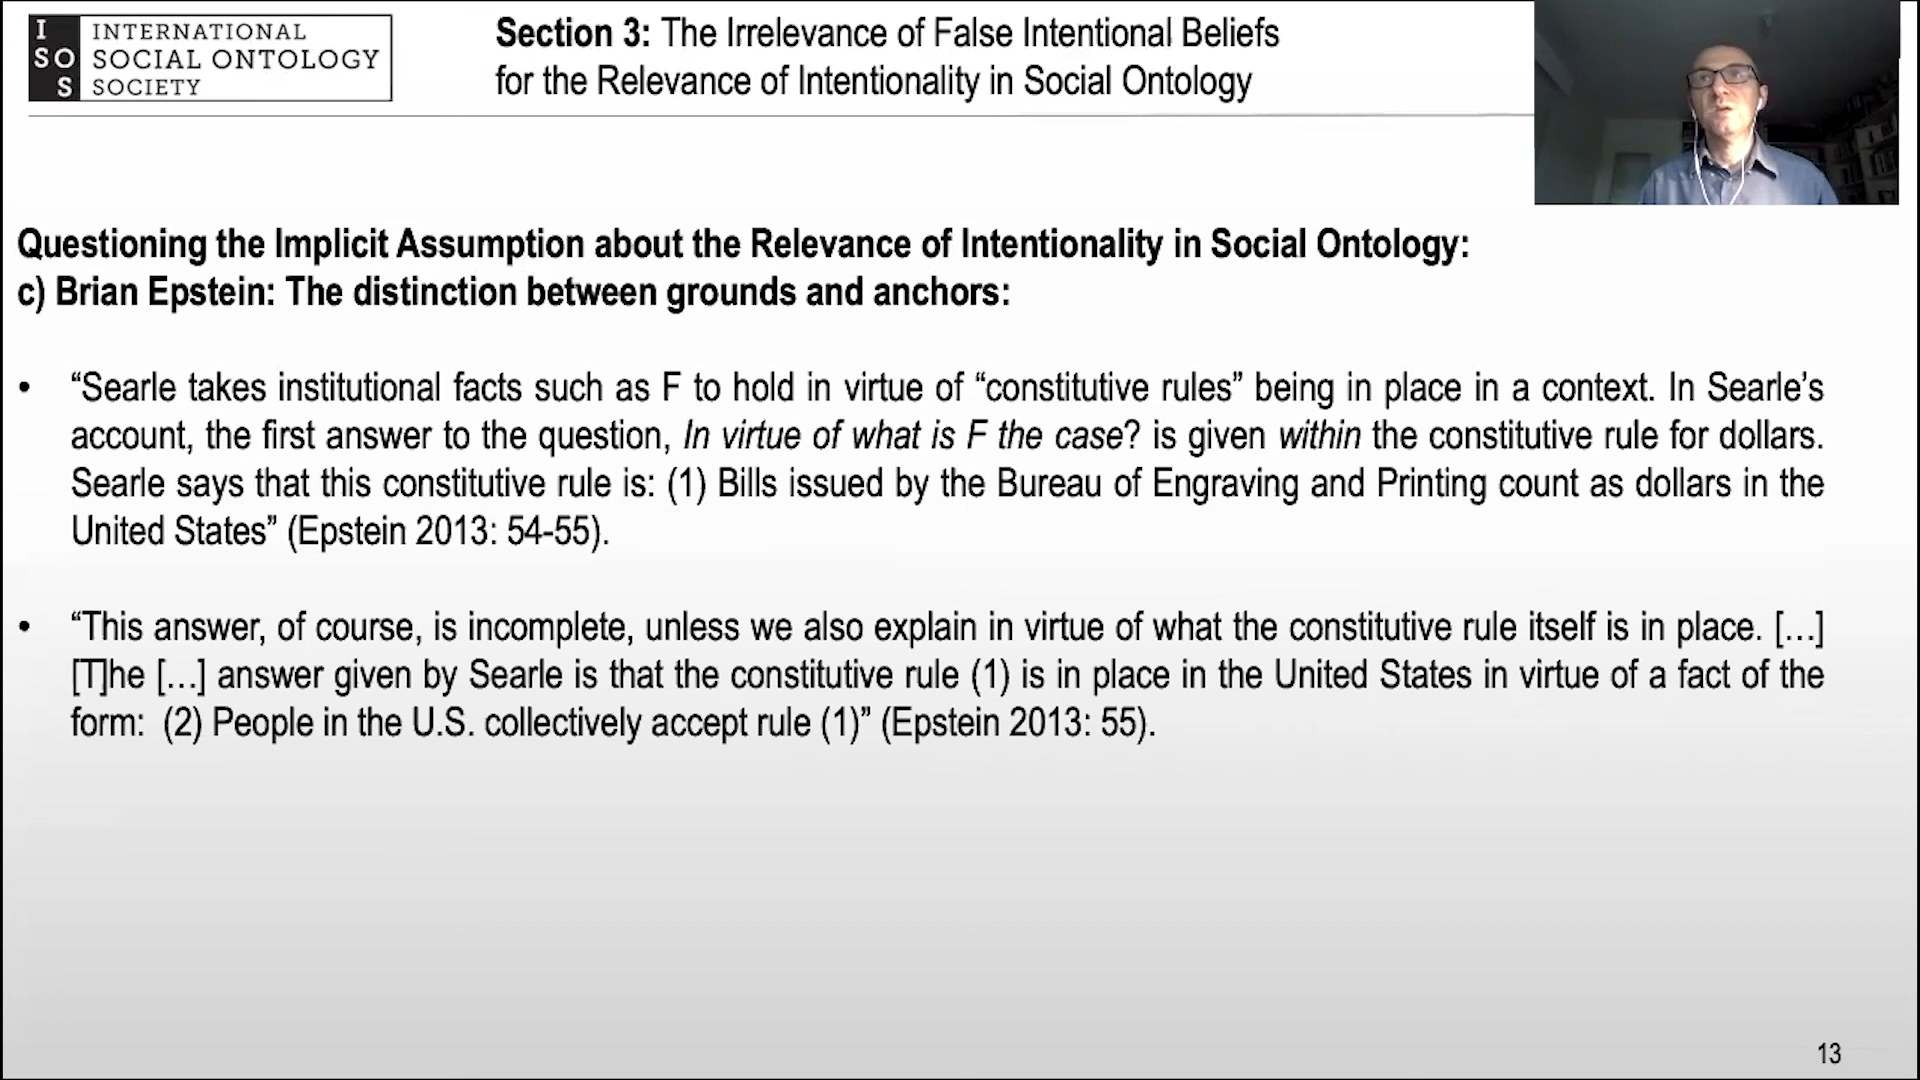 I
SO
S
INTERNATIONAL
SOCIAL ONTOLOGY
SOCIETY
Section 3: The Irrelevance of False Intentional Beliefs
for the Relevance of Intentionality in Social Ontology
Questioning the Implicit Assumption about the Relevance of Intentionality in Social Ontology:
c) Brian Epstein: The distinction between grounds and anchors:
• “Searle takes institutional facts such as F to hold in virtue of “constitutive rules” being in place in a context. In Searle’s
account, the first answer to the question, In virtue of what is F the case? is given within the constitutive rule for dollars.
Searle says that this constitutive rule is: (1) Bills issued by the Bureau of Engraving and Printing count as dollars in the
United States” (Epstein 2013: 54-55).
• “This answer, of course, is incomplete, unless we also explain in virtue of what the constitutive rule itself is in place. […]
[T]he […] answer given by Searle is that the constitutive rule (1) is in place in the United States in virtue of a fact of the
form: (2) People in the U.S. collectively accept rule (1)” (Epstein 2013: 55).
13